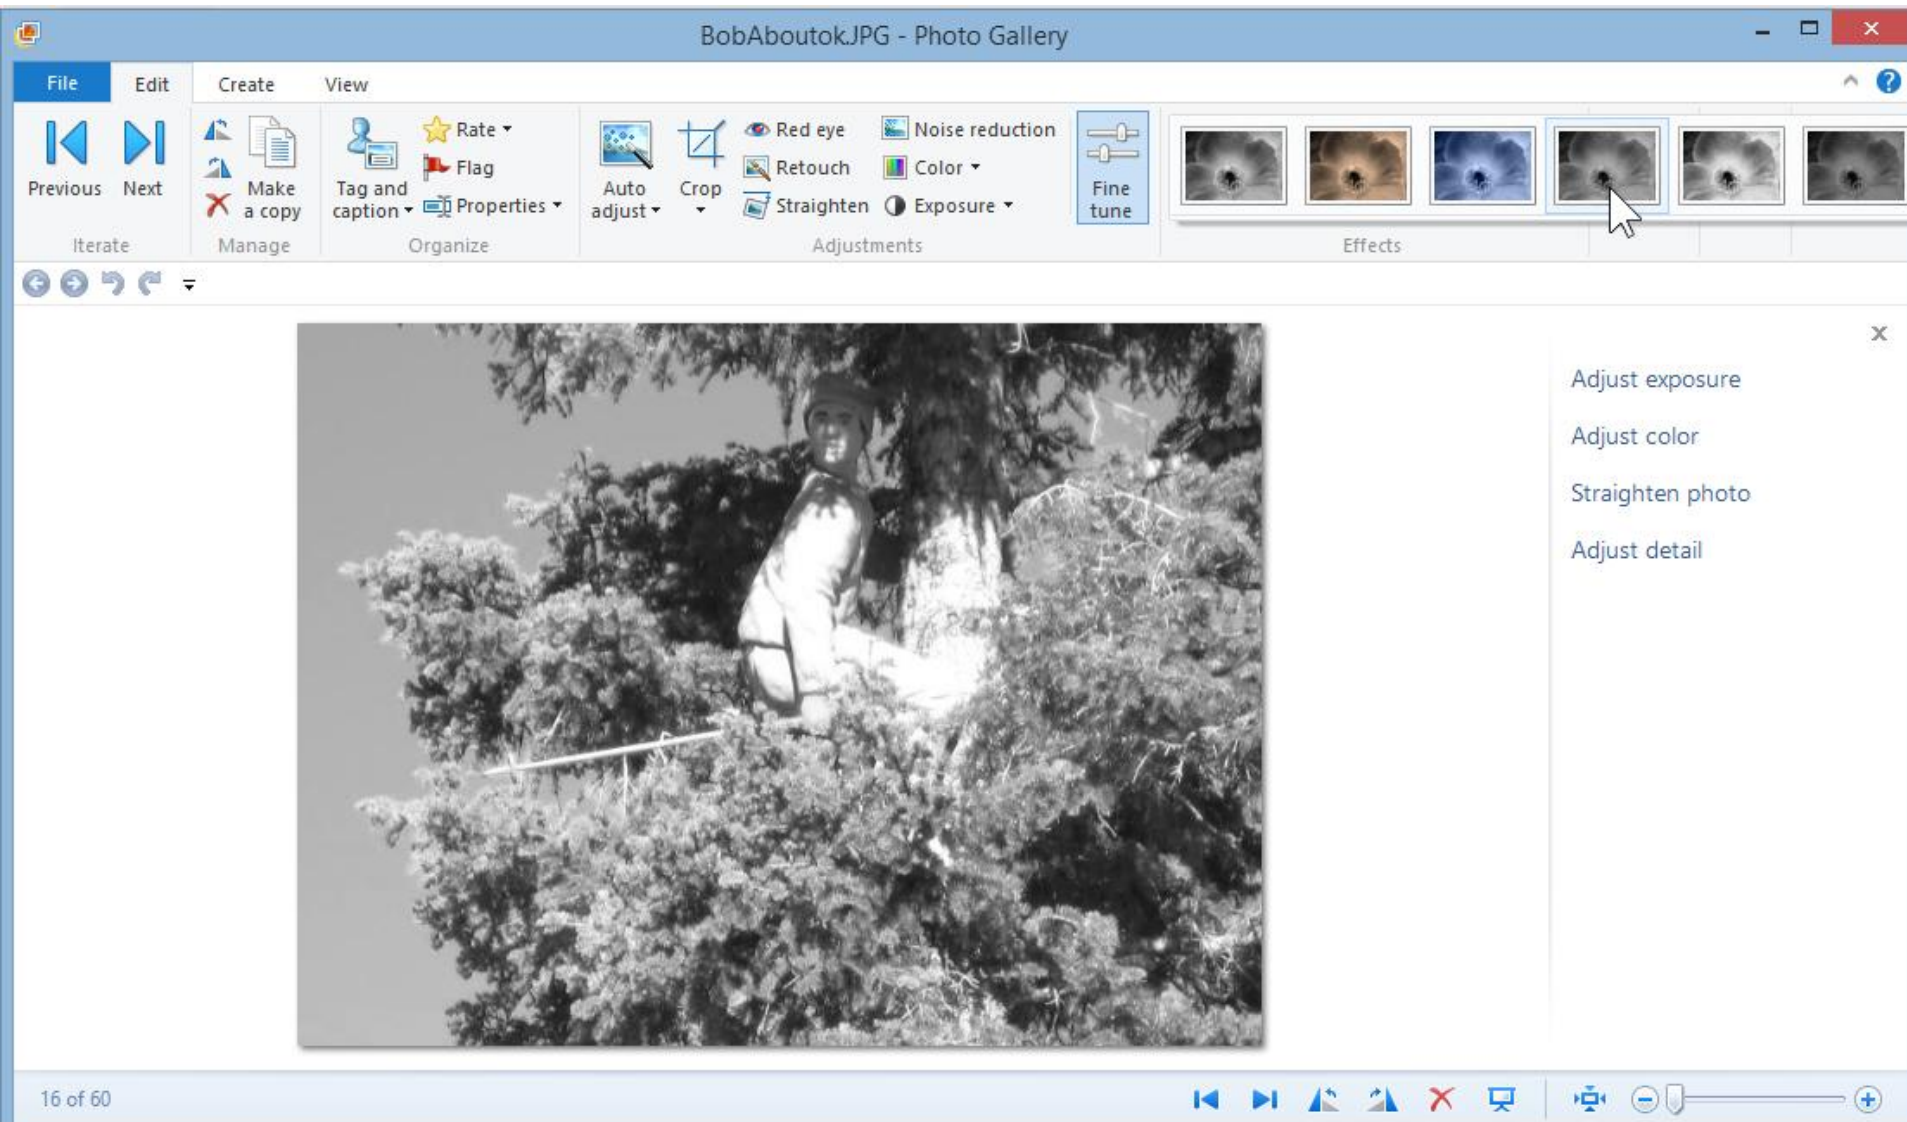 BobAboutok.JPG - Photo Gallery
File Edit Create View
Previous
Next
Make
a copy
Tag and
caption
Rate
Flag
Properties
Auto
adjust
Crop
Red eye
Retouch
Straighten
Noise reduction
Color
Exposure
Fine
tune
Iterate
Manage
Organize
Adjustments
Effects
Adjust exposure
Adjust color
Straighten photo
Adjust detail
16 of 60